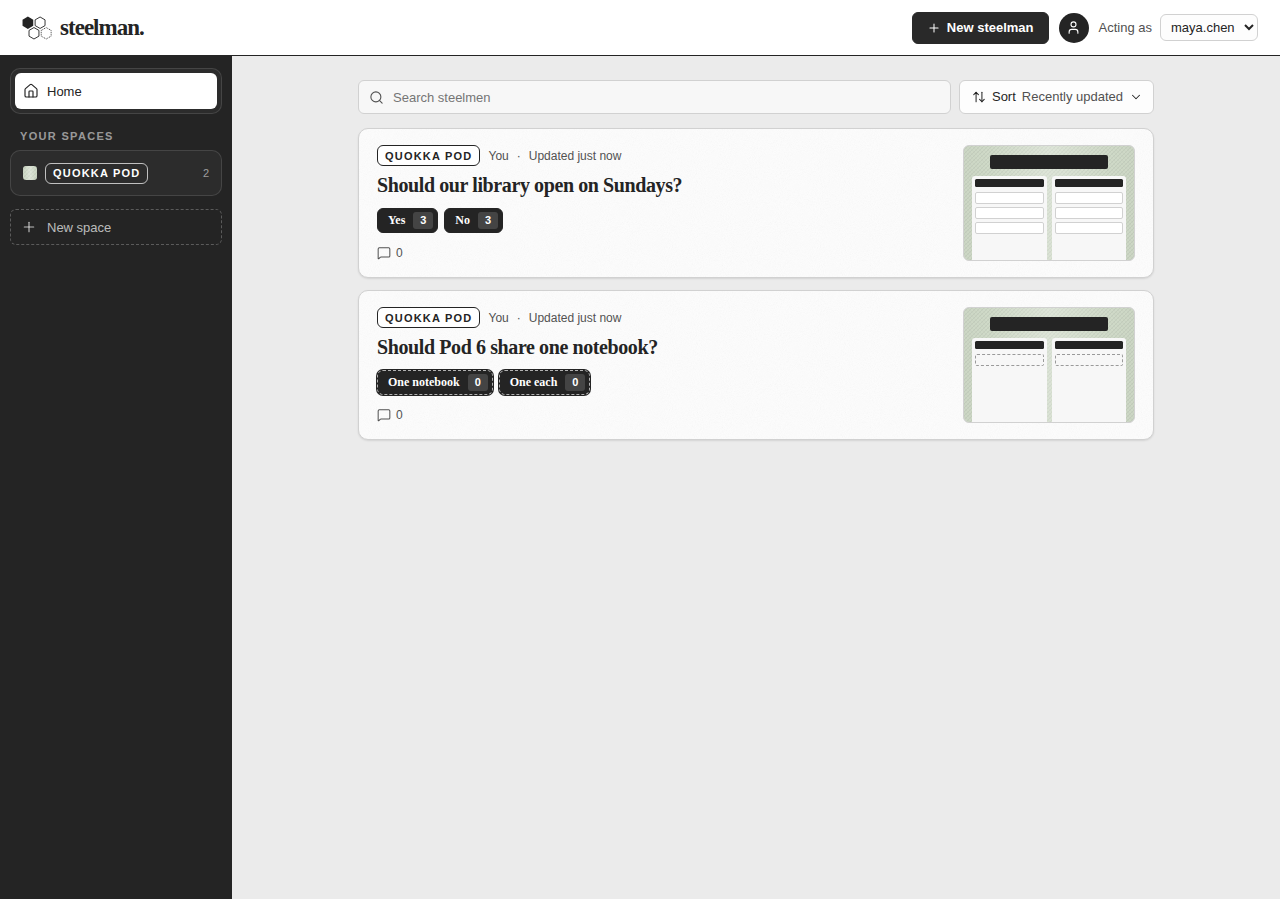 steelman.
New steelman
Acting as
maya.chen
Home
YOUR SPACES
QUOKKA POD 2
New space
Search steelmen
Sort Recently updated
QUOKKA POD You · Updated just now
Should our library open on Sundays?
Yes 3 No 3
0
QUOKKA POD You · Updated just now
Should Pod 6 share one notebook?
One notebook 0 One each 0
0